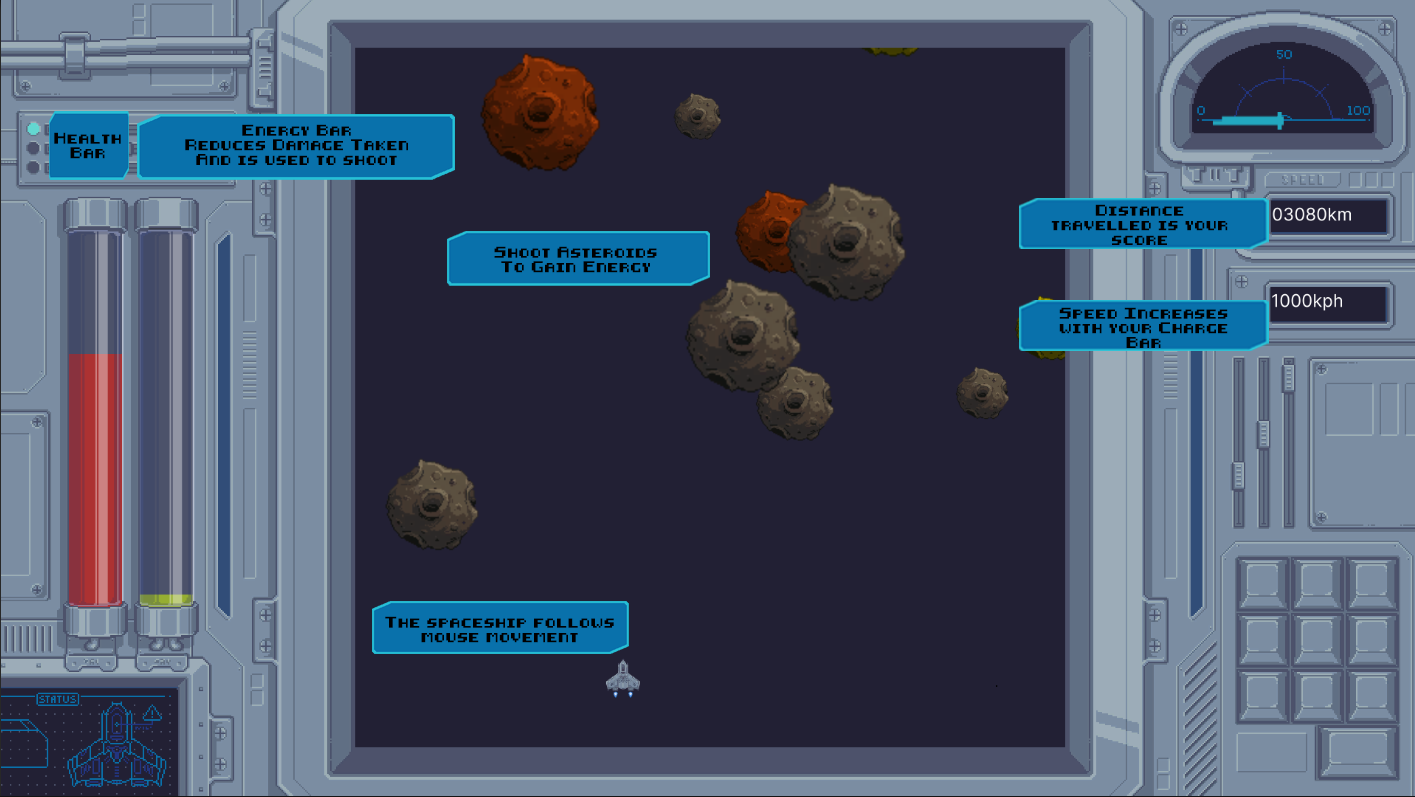 50
0
100
HEALTH
BAR
ENERGY BAR
REDUCES DAMAGE TAKEN
AND IS USED TO SHOOT
SPEED
DISTANCE
TRAVELLED IS YOUR
SCORE
03080km
SHOOT ASTEROIDS
TO GAIN ENERGY
1000kph
SPEED INCREASES
WITH YOUR CHARGE
BAR
THE SPACESHIP FOLLOWS
MOUSE MOVEMENT
STATUS